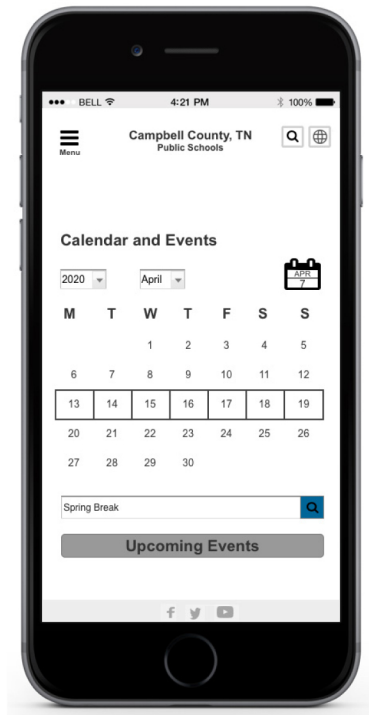 BELL 4:21 PM 100%
Campbell County, TN
Public Schools
Menu
Calendar and Events
2020 April
APR
7
M T W T F S S
1 2 3 4 5
6 7 8 9 10 11 12
13 14 15 16 17 18 19
20 21 22 23 24 25 26
27 28 29 30
Spring Break
Upcoming Events